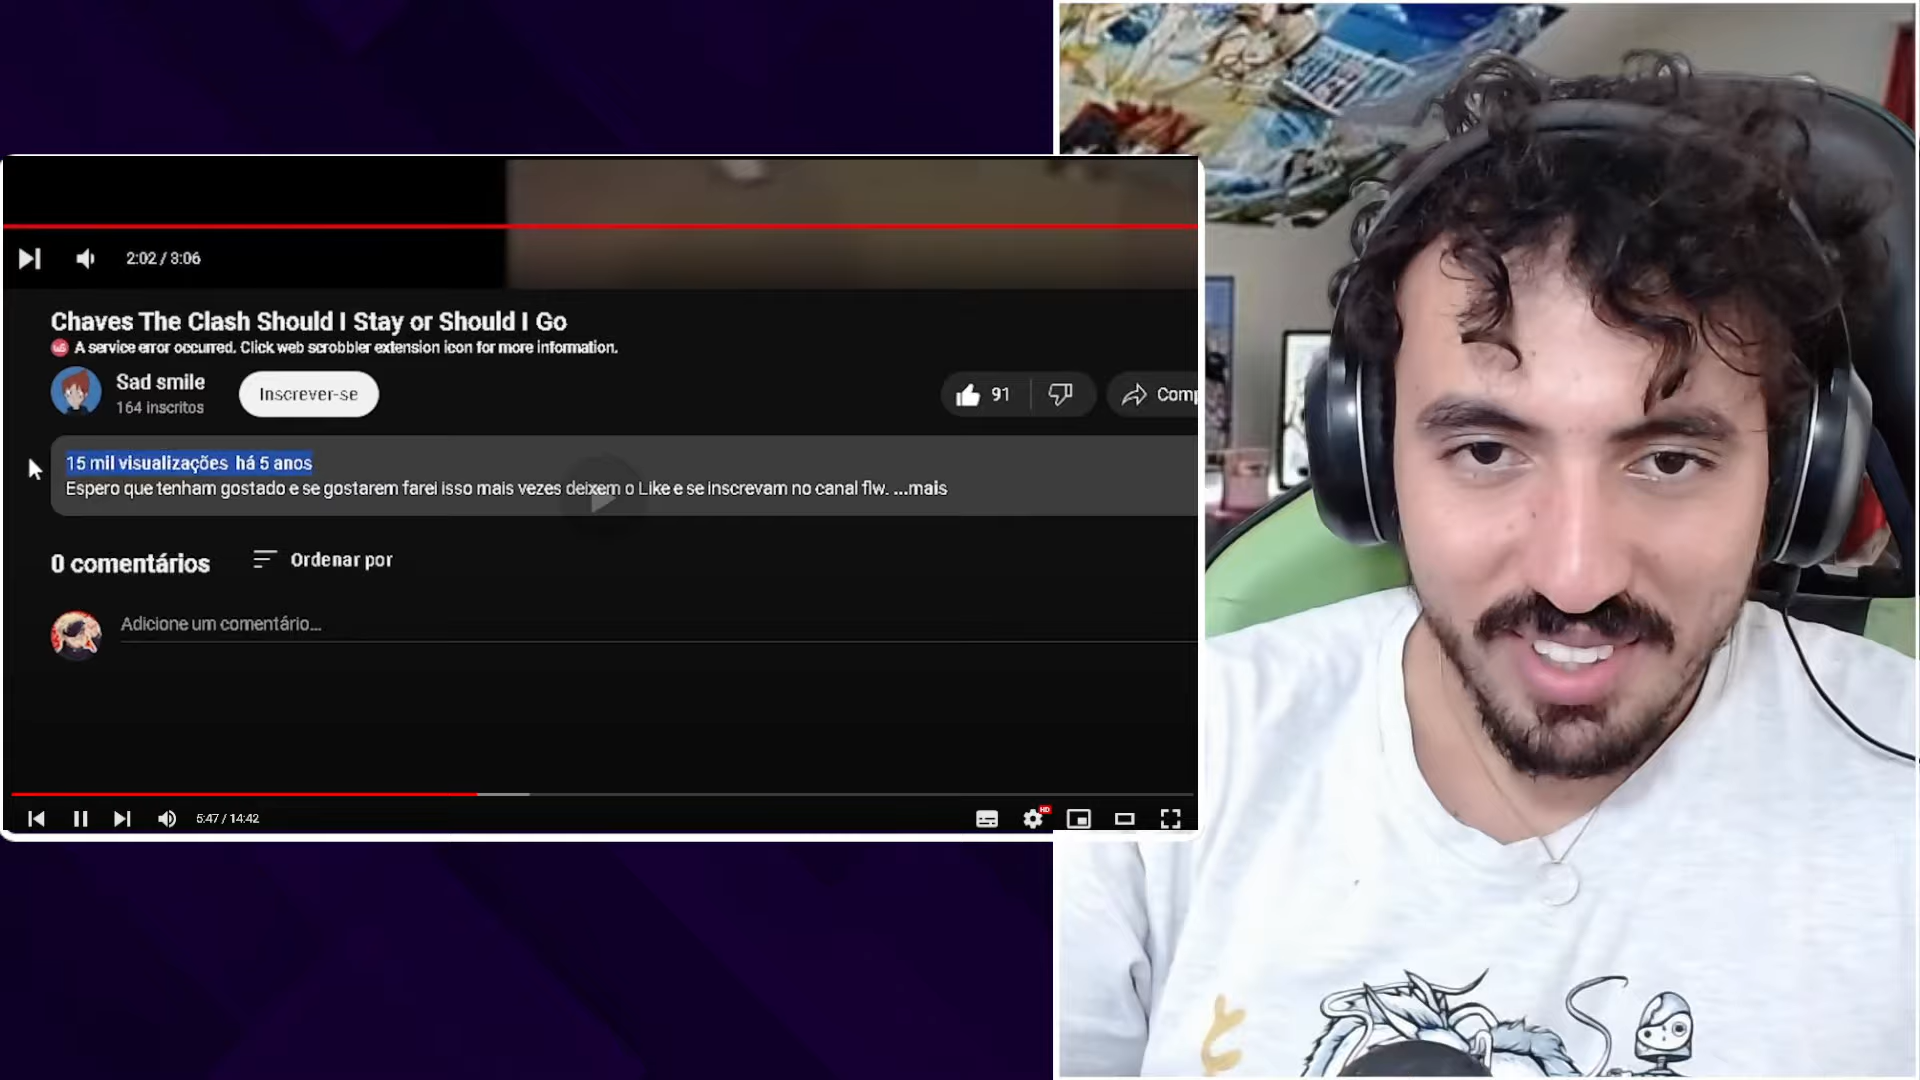 2:02 / 3:06
Chaves The Clash Should I Stay or Should I Go
A service error occurred. Click web scrobbler extension icon for more information.
Sad smile
164 inscritos
Inscrever-se
91
Comp
15 mil visualizações há 5 anos
Espero que tenham gostado e se gostarem farei isso mais vezes deixem o Like e se inscrevam no canal flw. ...mais
0 comentários
Ordenar por
Adicione um comentário...
5:47 / 14:42
HD